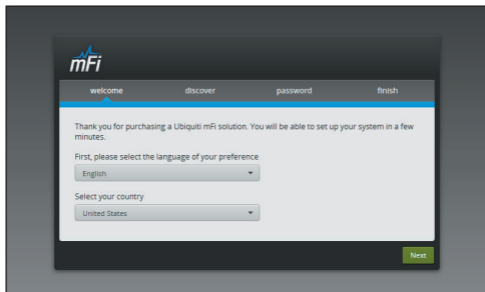 mFi
welcome discover password finish
Thank you for purchasing a Ubiquiti mFi solution. You will be able to set up your system in a few
minutes.
First, please select the language of your preference
English
Select your country
United States
Next